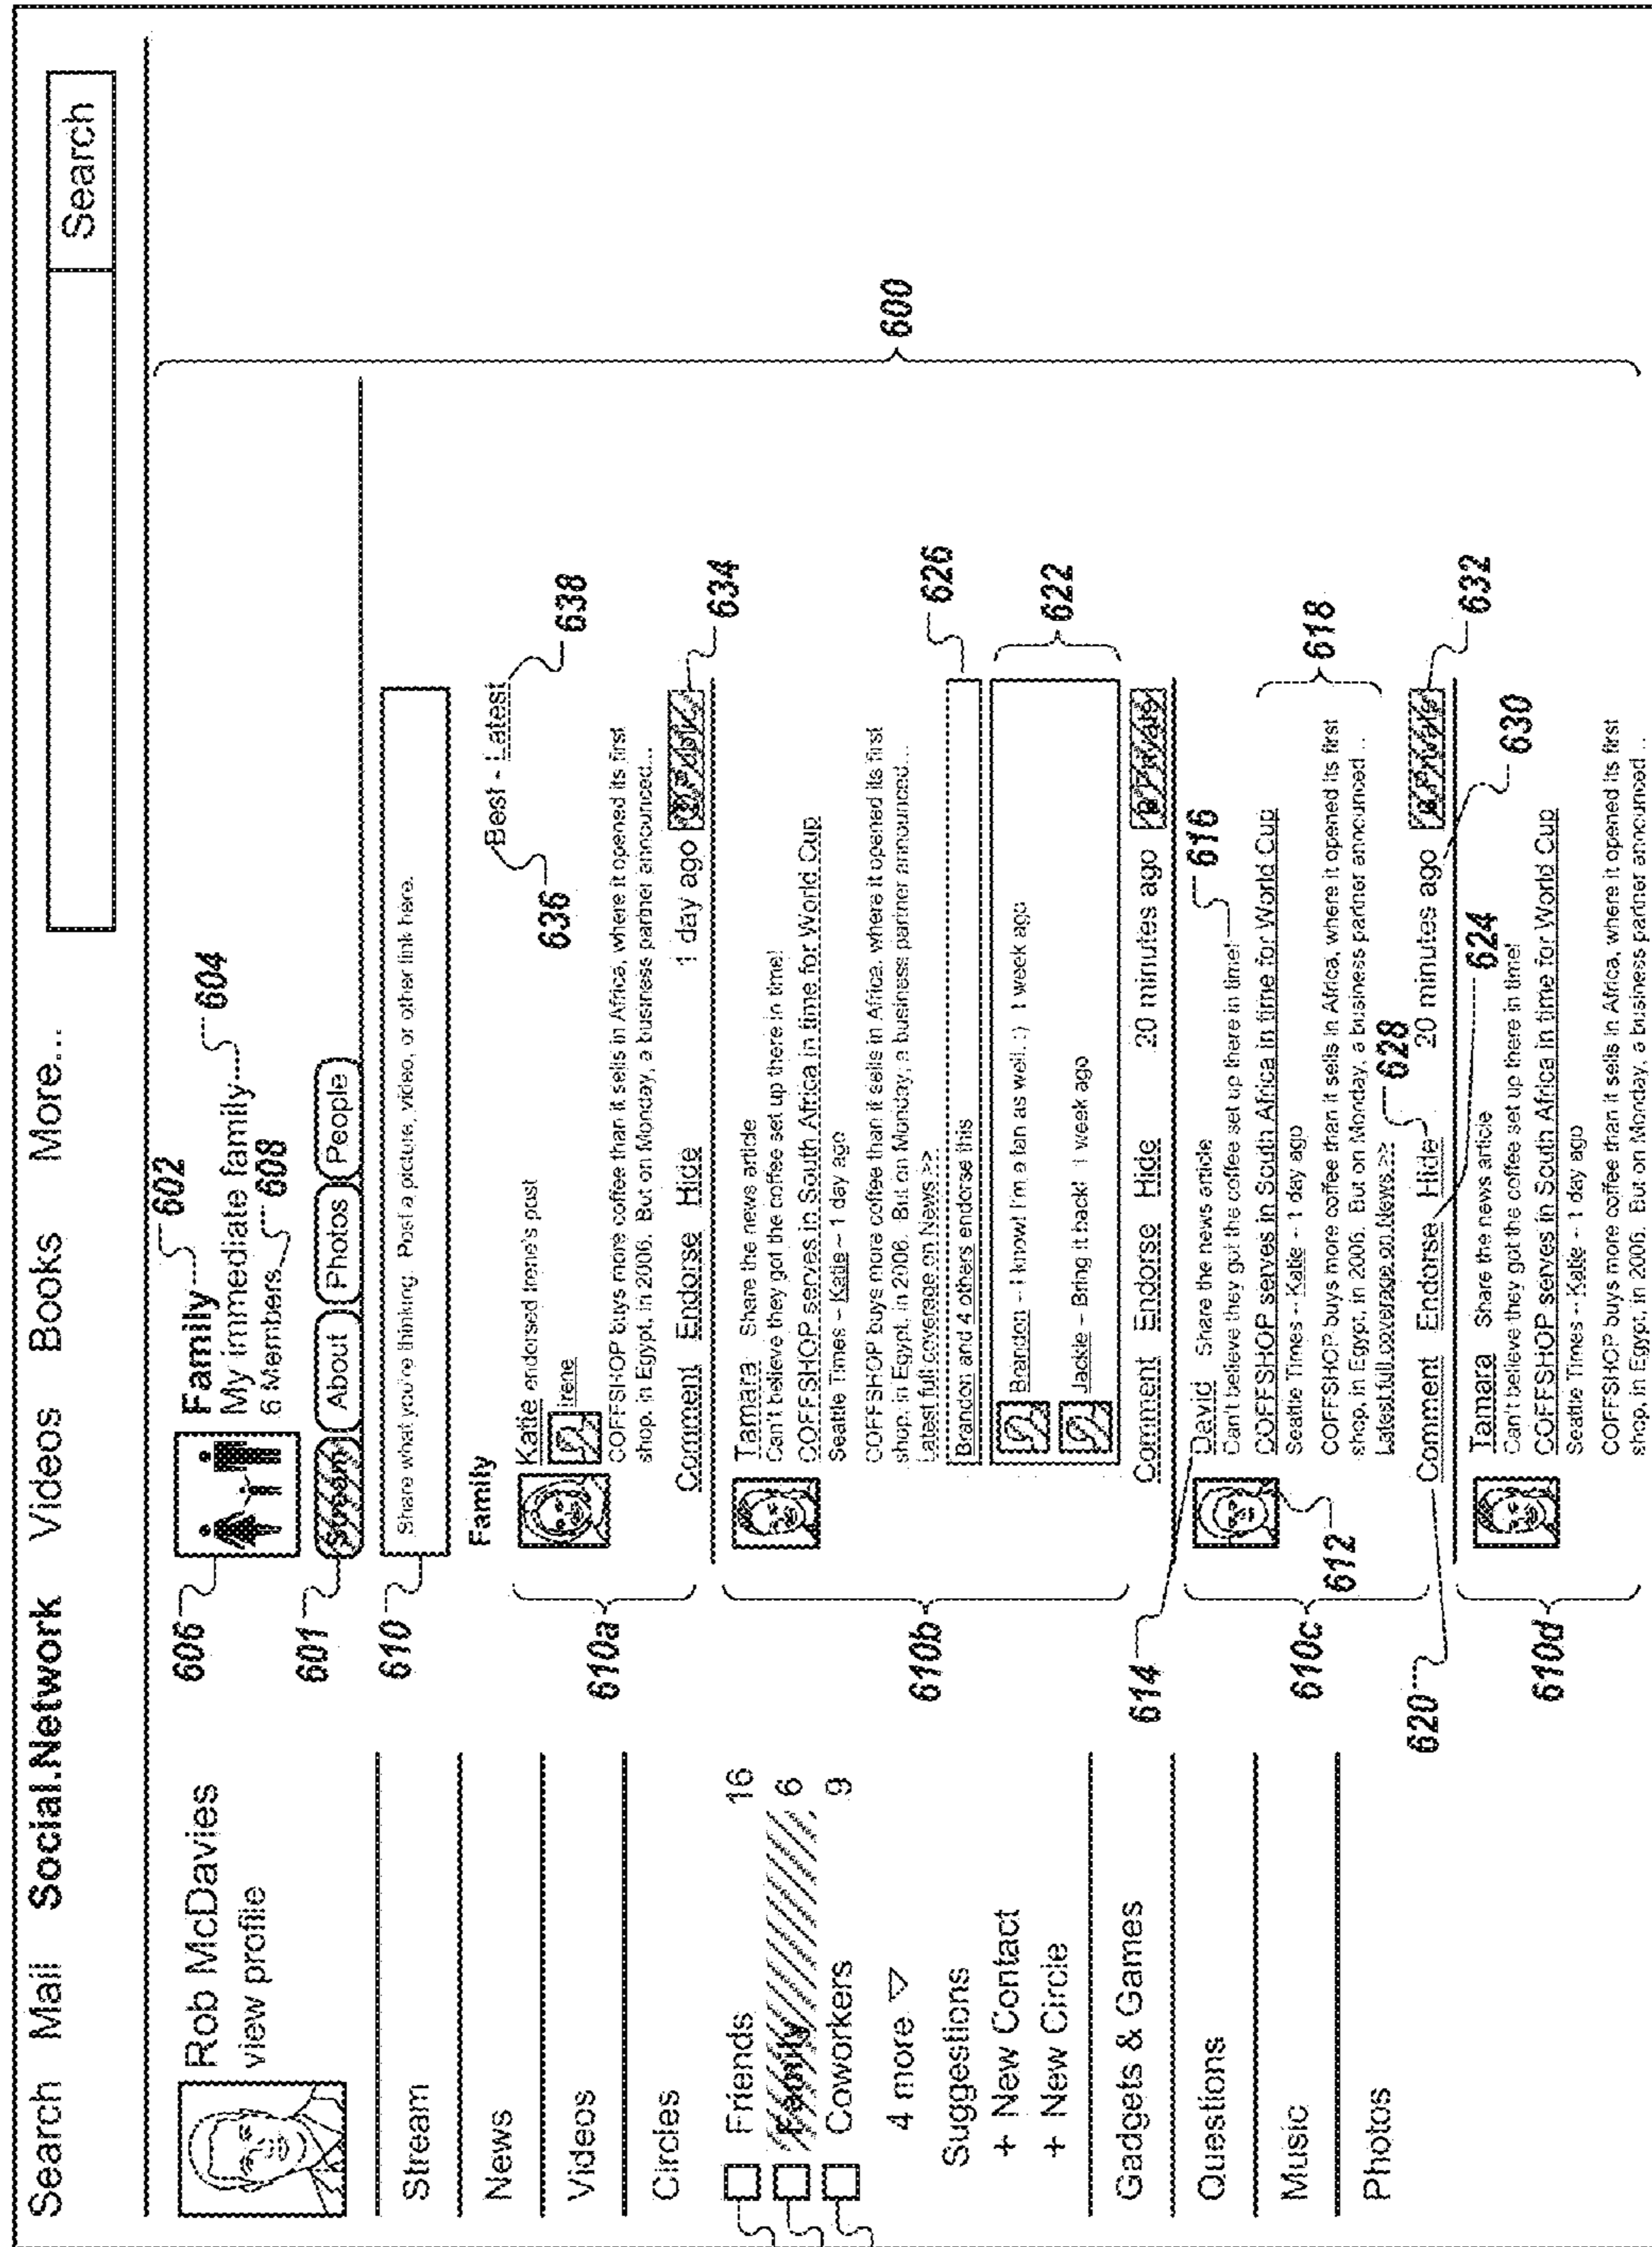 Search Mail Social.Network Videos Books More...
Search
Rob McDavies
view profile
Stream
News
Videos
Circles
Friends 16
Family 6
Coworkers 9
4 more
Suggestions
+ New Contact
+ New Circle
Gadgets & Games
Questions
Music
Photos
606
Family
602
My immediate family
604
6 Members
608
601
Stream About Photos People
600
610
Share what you're thinking. Post a picture, video, or other link here.
Family
636
Best - Latest
638
610a
Katie endorsed Irene's post
Irene
COFFSHOP buys more coffee than it sells in Africa, where it opened its first
shop, in Egypt, in 2006. But on Monday, a business partner announced...
Comment Endorse Hide 1 day ago Public
634
610b
Tamara Share the news article
Can't believe they got the coffee set up there in time!
COFFSHOP serves in South Africa in time for World Cup
Seattle Times -- Katie -- 1 day ago
COFFSHOP buys more coffee than it sells in Africa, where it opened its first
shop, in Egypt, in 2006. But on Monday, a business partner announced...
Latest full coverage on News >>
Brandon and 4 others endorse this
626
Brandon -- I know! I'm a fan as well. :) 1 week ago
Jackie -- Bring it back! 1 week ago
622
Comment Endorse Hide 20 minutes ago Private
614
610c
612
David Share the news article
Can't believe they got the coffee set up there in time!
616
COFFSHOP serves in South Africa in time for World Cup
Seattle Times -- Katie -- 1 day ago
COFFSHOP buys more coffee than it sells in Africa, where it opened its first
shop, in Egypt, in 2006. But on Monday, a business partner announced...
618
Latest full coverage on News >>
628
620
Comment Endorse Hide 20 minutes ago Private
632
624
630
610d
Tamara Share the news article
Can't believe they got the coffee set up there in time!
COFFSHOP serves in South Africa in time for World Cup
Seattle Times -- Katie -- 1 day ago
COFFSHOP buys more coffee than it sells in Africa, where it opened its first
shop, in Egypt, in 2006. But on Monday, a business partner announced...